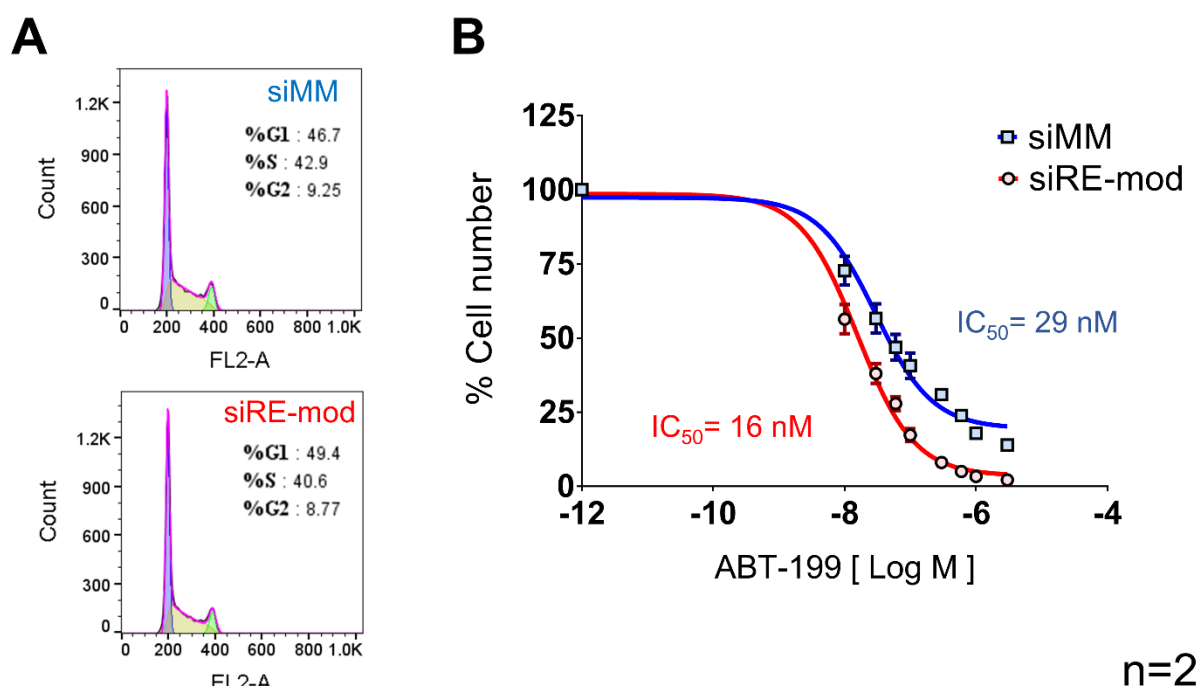 A
siMM
%G1 : 46.7
%S : 42.9
%G2 : 9.25
1.2K
900
600
300
0
Count
0 200 400 600 800 1.0K
FL2-A
siRE-mod
%G1 : 49.4
%S : 40.6
%G2 : 8.77
1.2K
900
600
300
0
Count
0 200 400 600 800 1.0K
FL2-A
B
125
100
75
50
25
0
% Cell number
siMM
siRE-mod
IC50= 29 nM
IC50= 16 nM
-12 -10 -8 -6 -4
ABT-199 [ Log M ]
n=2